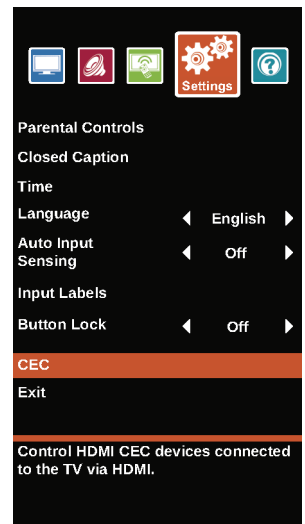 Settings
Parental Controls
Closed Caption
Time
Language English
Auto Input
Sensing Off
Input Labels
Button Lock Off
CEC
Exit
Control HDMI CEC devices connected
to the TV via HDMI.